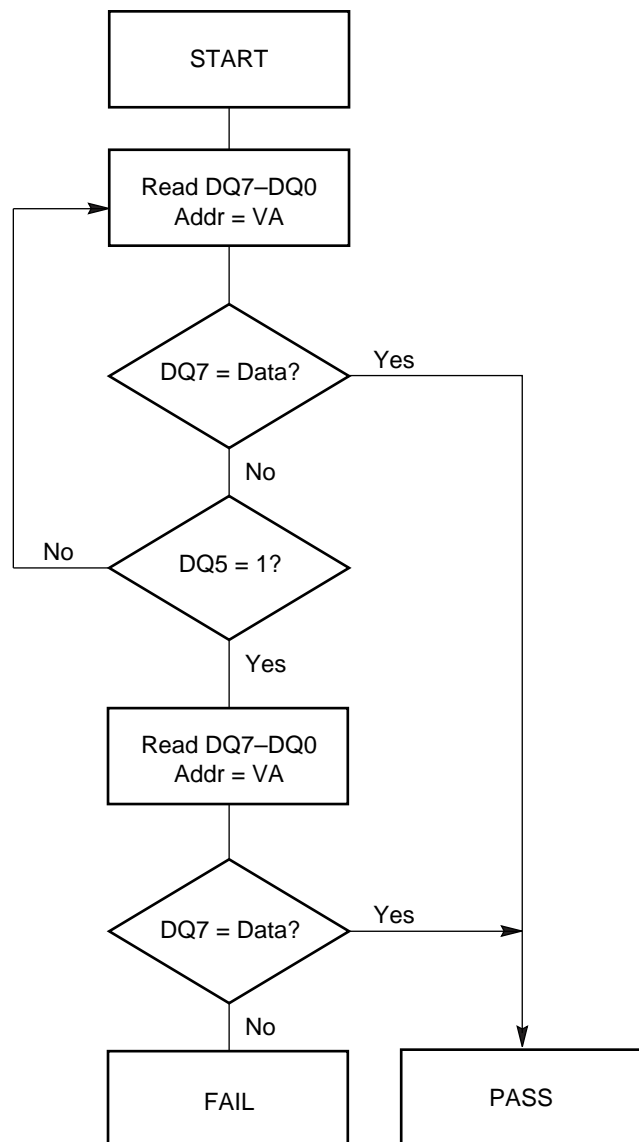 START
Read DQ7–DQ0
Addr = VA
DQ7 = Data?
Yes
No
No
DQ5 = 1?
Yes
Read DQ7–DQ0
Addr = VA
DQ7 = Data?
Yes
No
FAIL
PASS